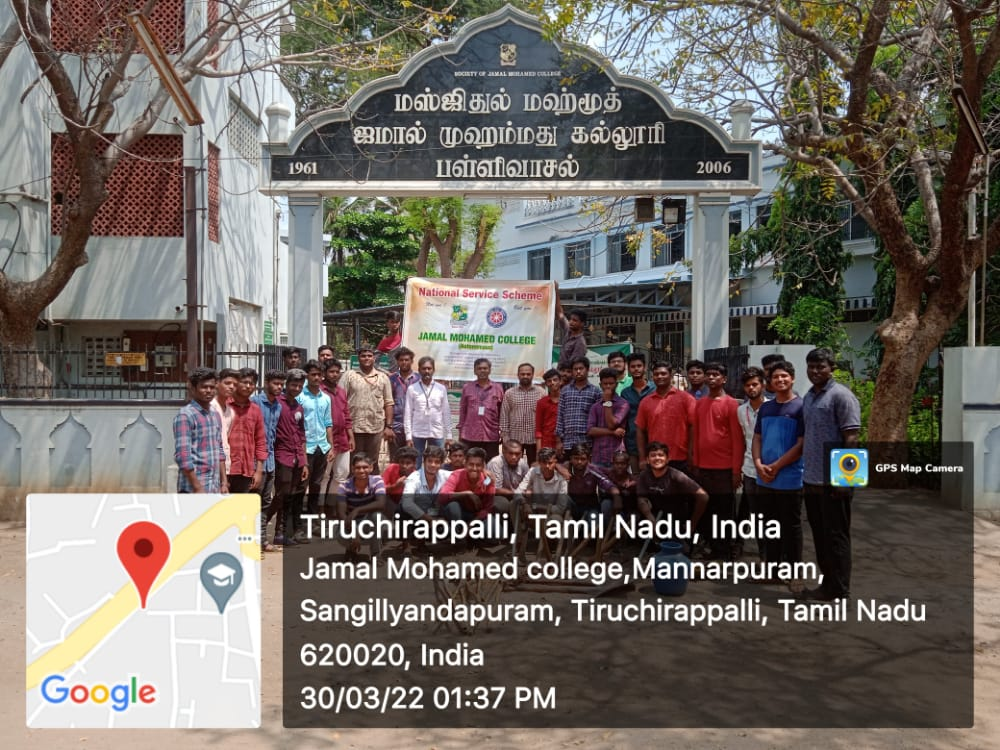 SOCIETY OF JAMAL MOHAMED COLLEGE
மஸ்ஜிதுல் மஹ்மூத்
ஜமால் முஹம்மது கல்லூரி
பள்ளிவாசல்
1961
2006
National Service Scheme
JAMAL MOHAMED COLLEGE
(Autonomous)
GPS Map Camera
Tiruchirappalli, Tamil Nadu, India
Jamal Mohamed college,Mannarpuram,
Sangillyandapuram, Tiruchirappalli, Tamil Nadu
620020, India
30/03/22 01:37 PM
Google